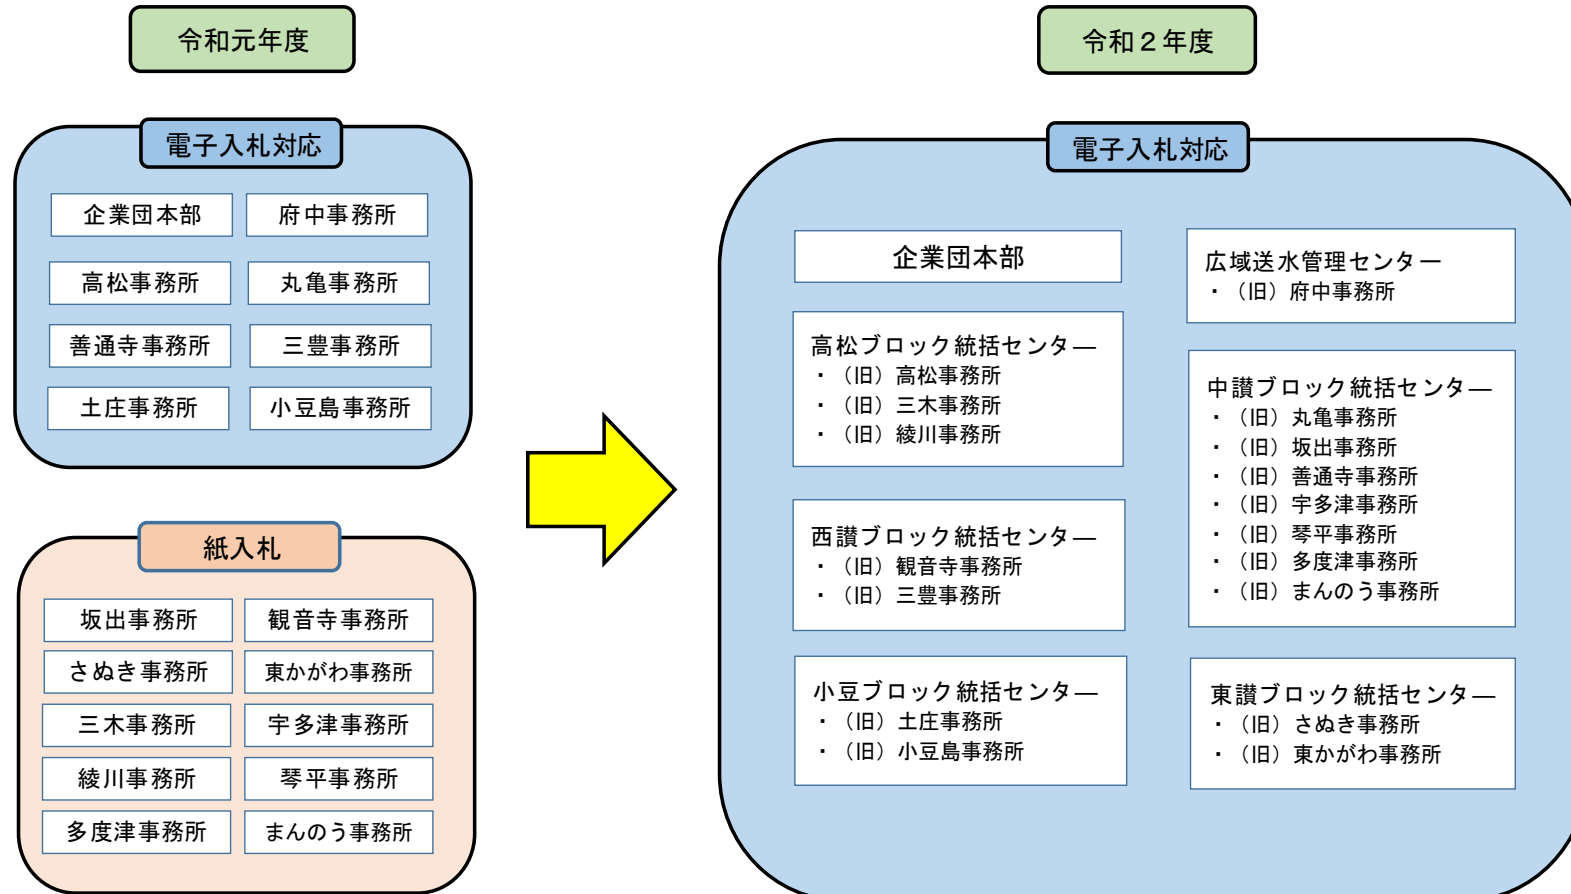 令和元年度
電子入札対応
企業団本部
府中事務所
高松事務所
丸亀事務所
善通寺事務所
三豊事務所
土庄事務所
小豆島事務所
紙入札
坂出事務所
観音寺事務所
さぬき事務所
東かがわ事務所
三木事務所
宇多津事務所
綾川事務所
琴平事務所
多度津事務所
まんのう事務所
令和２年度
電子入札対応
企業団本部
広域送水管理センター
・（旧）府中事務所
高松ブロック統括センター
・（旧）高松事務所
・（旧）三木事務所
・（旧）綾川事務所
中讃ブロック統括センター
・（旧）丸亀事務所
・（旧）坂出事務所
・（旧）善通寺事務所
・（旧）宇多津事務所
・（旧）琴平事務所
・（旧）多度津事務所
・（旧）まんのう事務所
西讃ブロック統括センター
・（旧）観音寺事務所
・（旧）三豊事務所
小豆ブロック統括センター
・（旧）土庄事務所
・（旧）小豆島事務所
東讃ブロック統括センター
・（旧）さぬき事務所
・（旧）東かがわ事務所